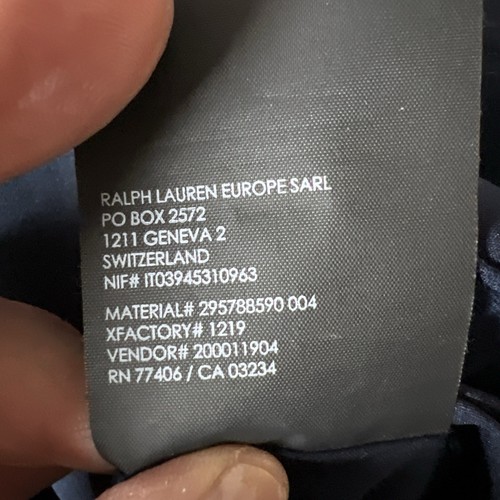 RALPH LAUREN EUROPE SARL
PO BOX 2572
1211 GENEVA 2
SWITZERLAND
NIF# IT03945310963
MATERIAL# 295788590 004
XFACTORY# 1219
VENDOR# 200011904
RN 77406 / CA 03234